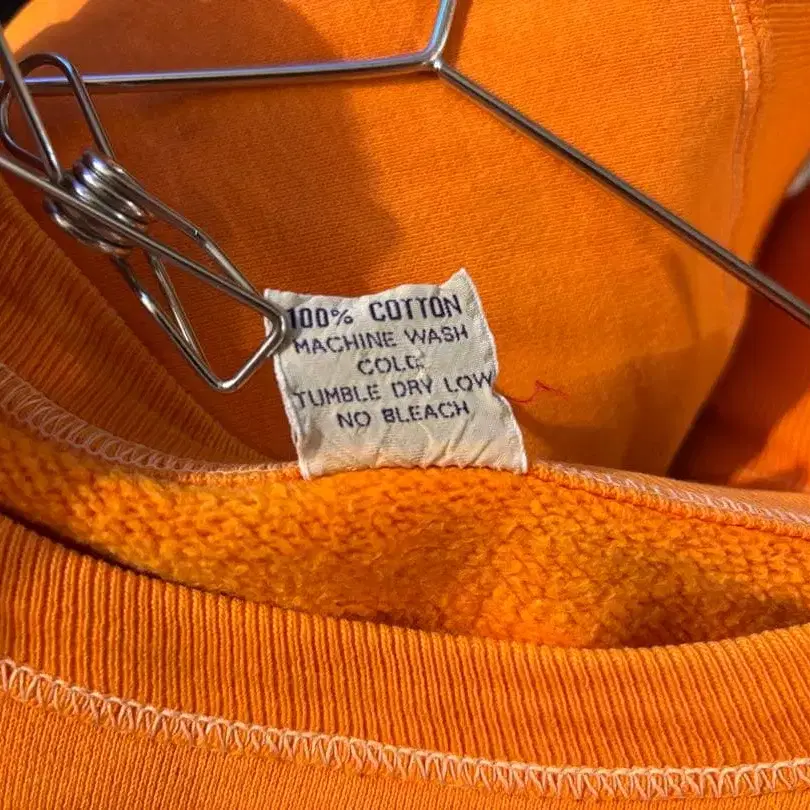 100% COTTON
MACHINE WASH
COLD
TUMBLE DRY LOW
NO BLEACH